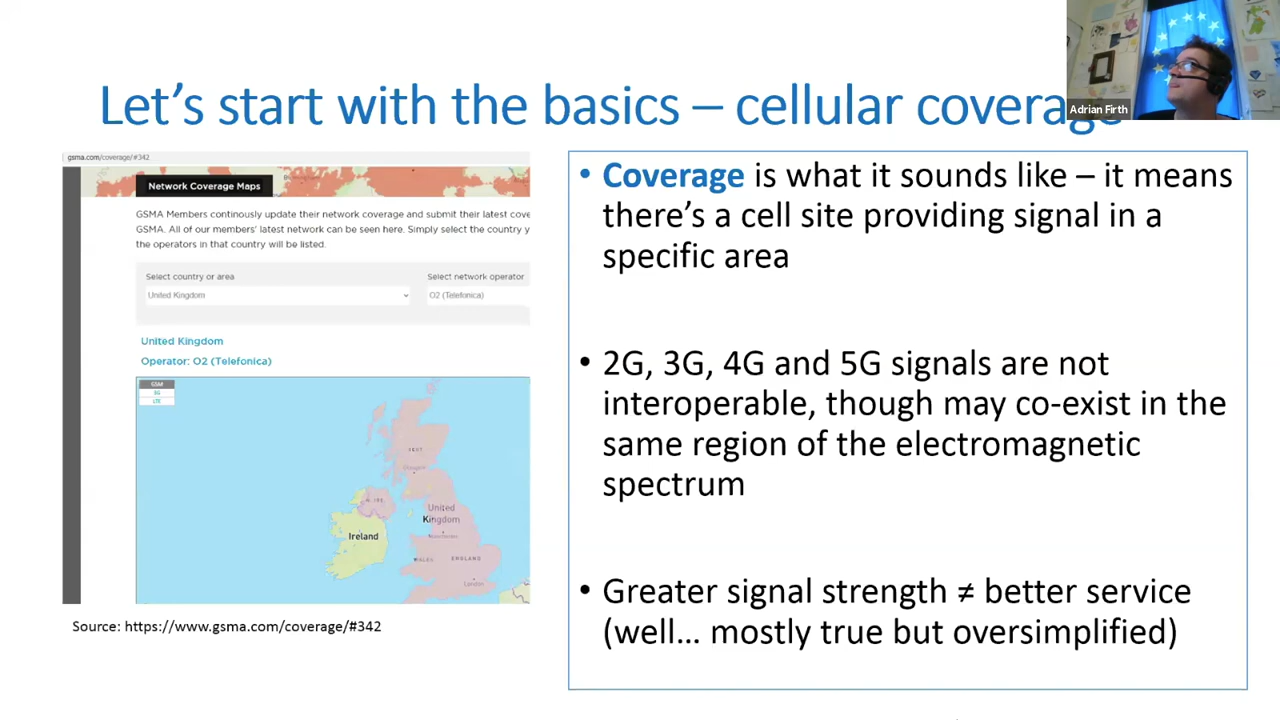 Let's start with the basics – cellular coverage
Adrian Firth
gsma.com/coverage/#342
Network Coverage Maps
GSMA Members continously update their network coverage and submit their latest cove
GSMA. All of our members' latest network can be seen here. Simply select the country y
the operators in that country will be listed.
Select country or area
Select network operator
United Kingdom
O2 (Telefonica)
United Kingdom
Operator: O2 (Telefonica)
GSM
LTE
United
Kingdom
Ireland
WALES
ENGLAND
London
Source: https://www.gsma.com/coverage/#342
• Coverage is what it sounds like – it means
there's a cell site providing signal in a
specific area
• 2G, 3G, 4G and 5G signals are not
interoperable, though may co-exist in the
same region of the electromagnetic
spectrum
• Greater signal strength ≠ better service
(well… mostly true but oversimplified)